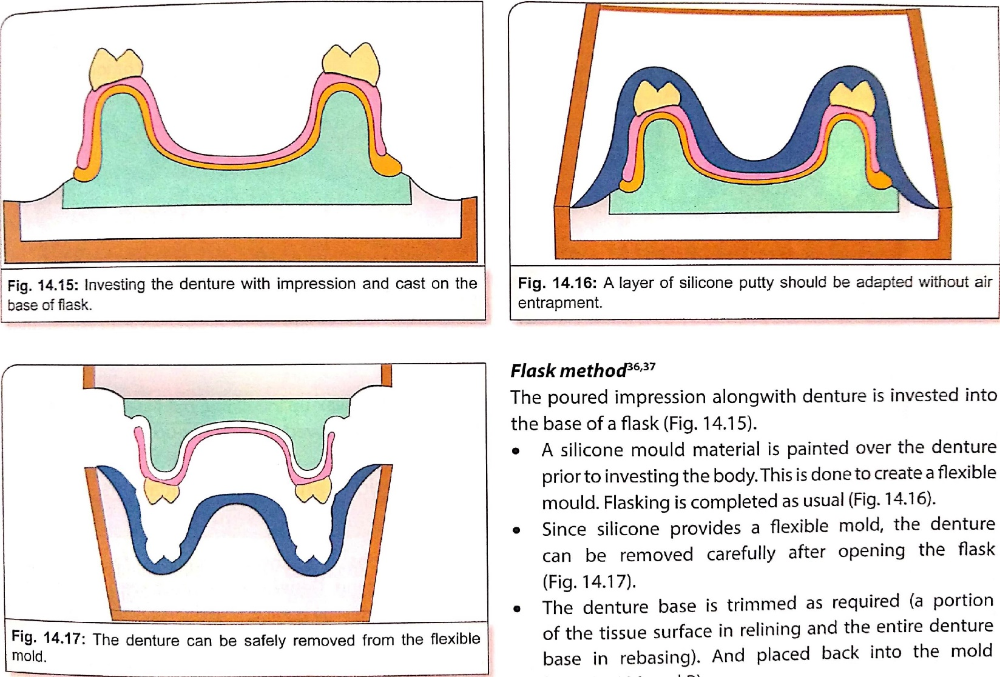 Fig. 14.15: Investing the denture with impression and cast on the
base of flask.
Fig. 14.16: A layer of silicone putty should be adapted without air
entrapment.
Fig. 14.17: The denture can be safely removed from the flexible
mold.
Flask method36,37
The poured impression alongwith denture is invested into
the base of a flask (Fig. 14.15).
• A silicone mould material is painted over the denture
prior to investing the body. This is done to create a flexible
mould. Flasking is completed as usual (Fig. 14.16).
• Since silicone provides a flexible mold, the denture
can be removed carefully after opening the flask
(Fig. 14.17).
• The denture base is trimmed as required (a portion
of the tissue surface in relining and the entire denture
base in rebasing). And placed back into the mold